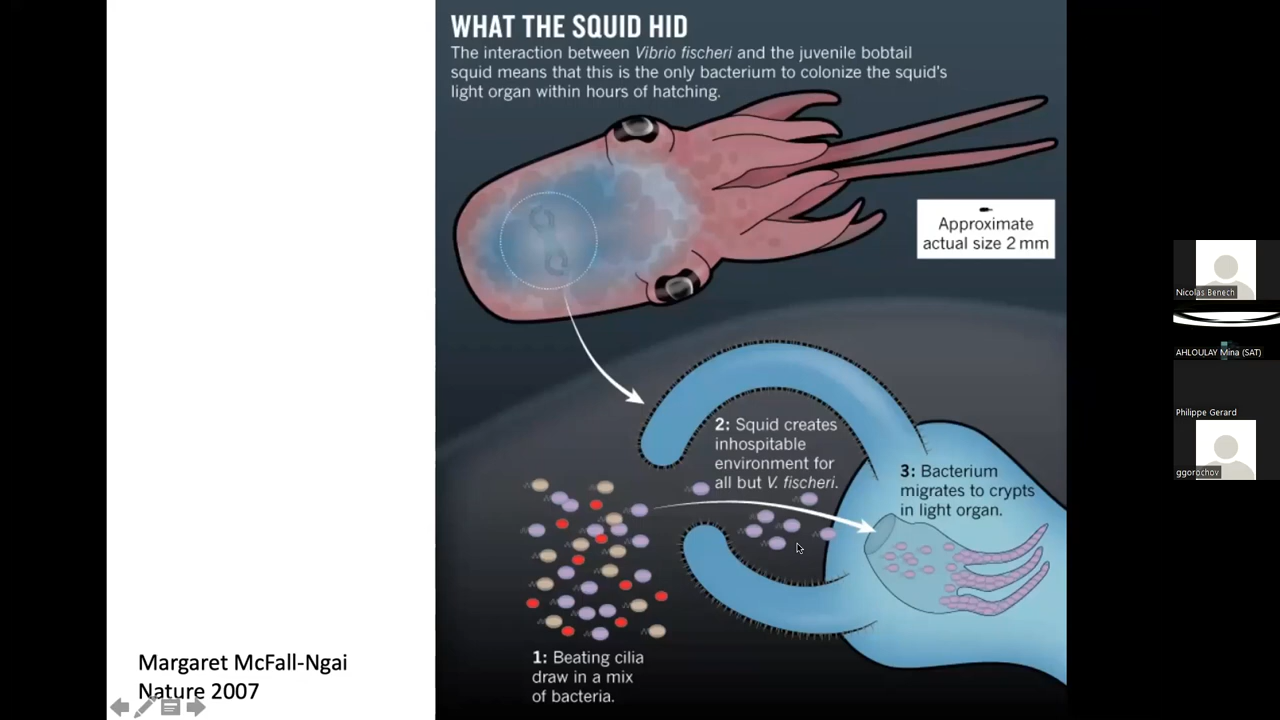 WHAT THE SQUID HID
The interaction between Vibrio fischeri and the juvenile bobtail
squid means that this is the only bacterium to colonize the squid's
light organ within hours of hatching.
Approximate
actual size 2 mm
2: Squid creates
inhospitable
environment for
all but V. fischeri.
3: Bacterium
migrates to crypts
in light organ.
1: Beating cilia
draw in a mix
of bacteria.
Margaret McFall-Ngai
Nature 2007
Nicolas Benech
AHLOULAY Mina (SAT)
Philippe Gerard
ggorochov